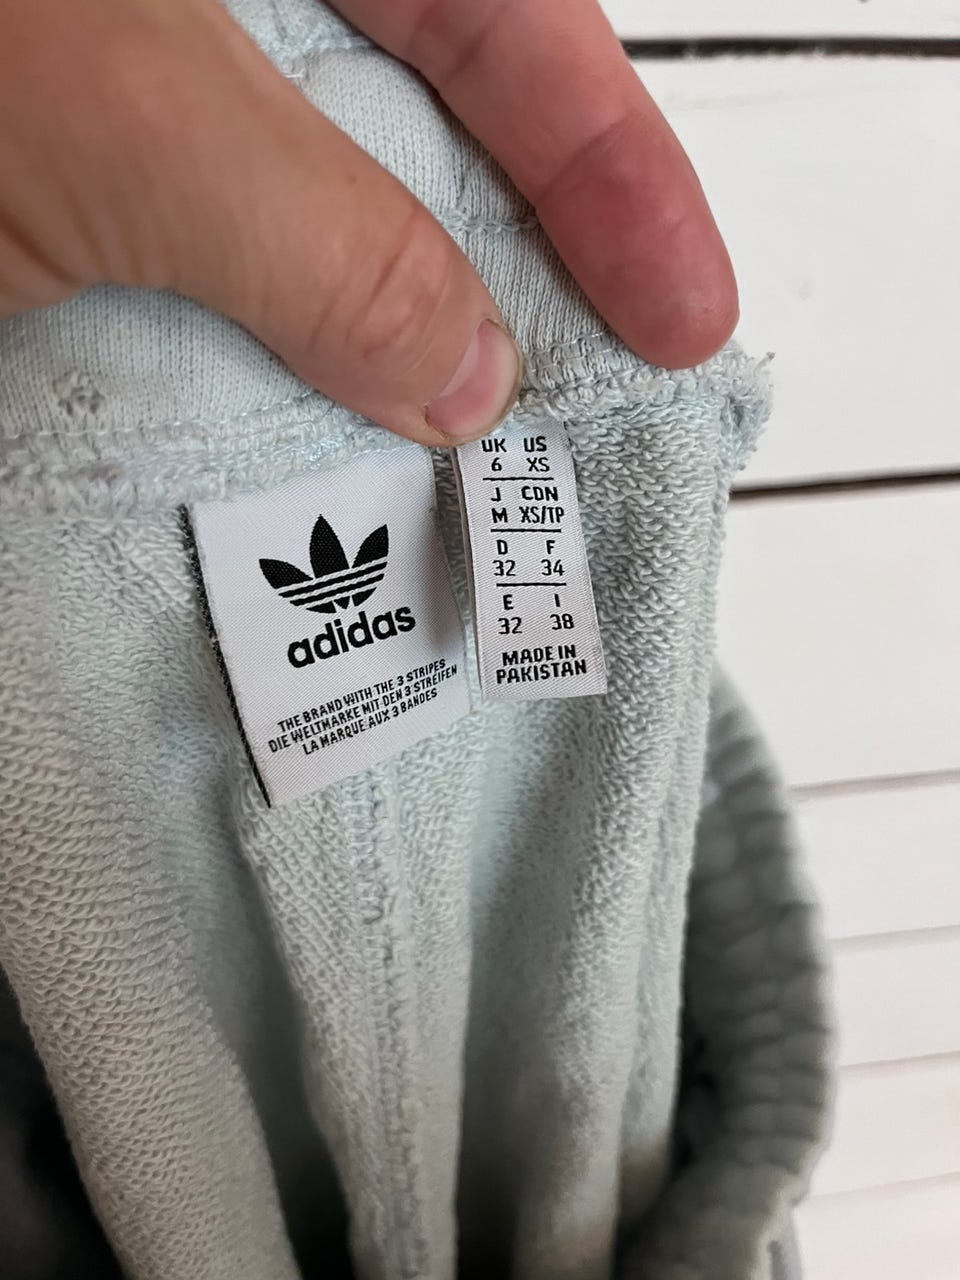 adidas
THE BRAND WITH THE 3 STRIPES
DIE WELTMARKE MIT DEN 3 STREIFEN
LA MARQUE AUX 3 BANDES
UK US
6 XS
J CDN
M XS/TP
D F
32 34
E I
32 38
MADE IN
PAKISTAN